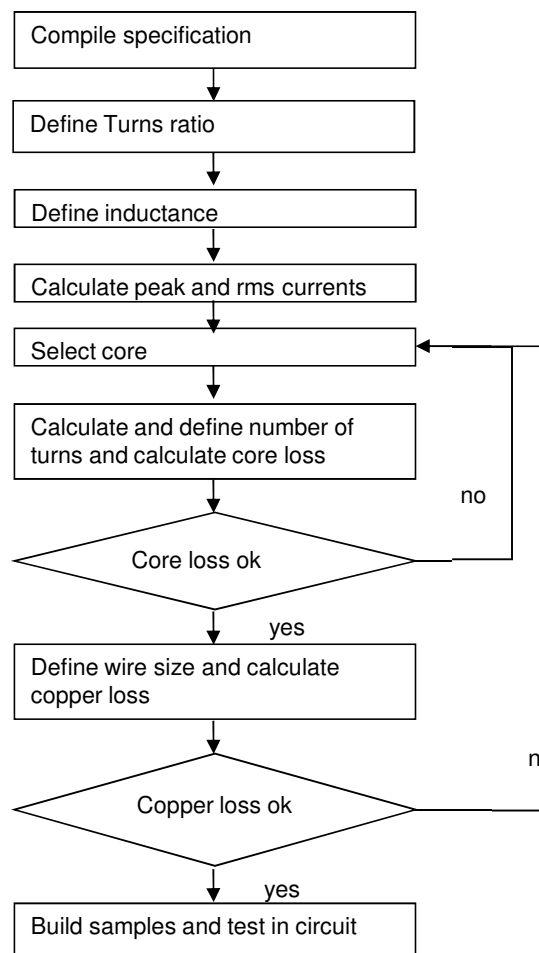 Compile specification
Define Turns ratio
Define inductance
Calculate peak and rms currents
Select core
Calculate and define number of
turns and calculate core loss
no
Core loss ok
yes
Define wire size and calculate
copper loss
n
Copper loss ok
yes
Build samples and test in circuit